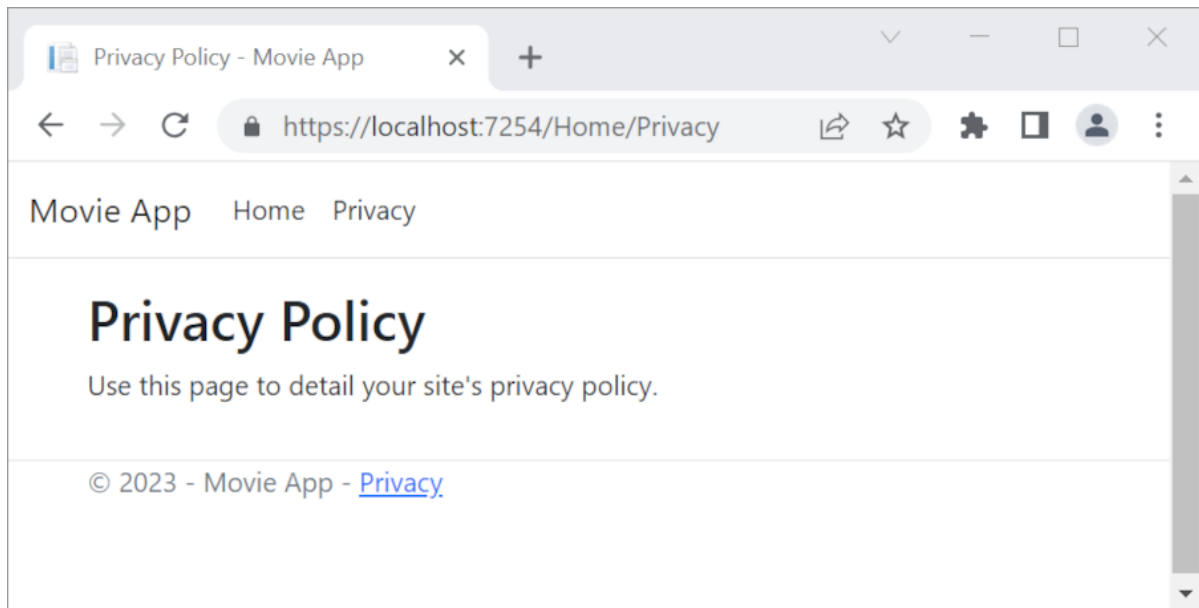 Privacy Policy - Movie App
https://localhost:7254/Home/Privacy
Movie App Home Privacy
Privacy Policy
Use this page to detail your site's privacy policy.
© 2023 - Movie App - Privacy